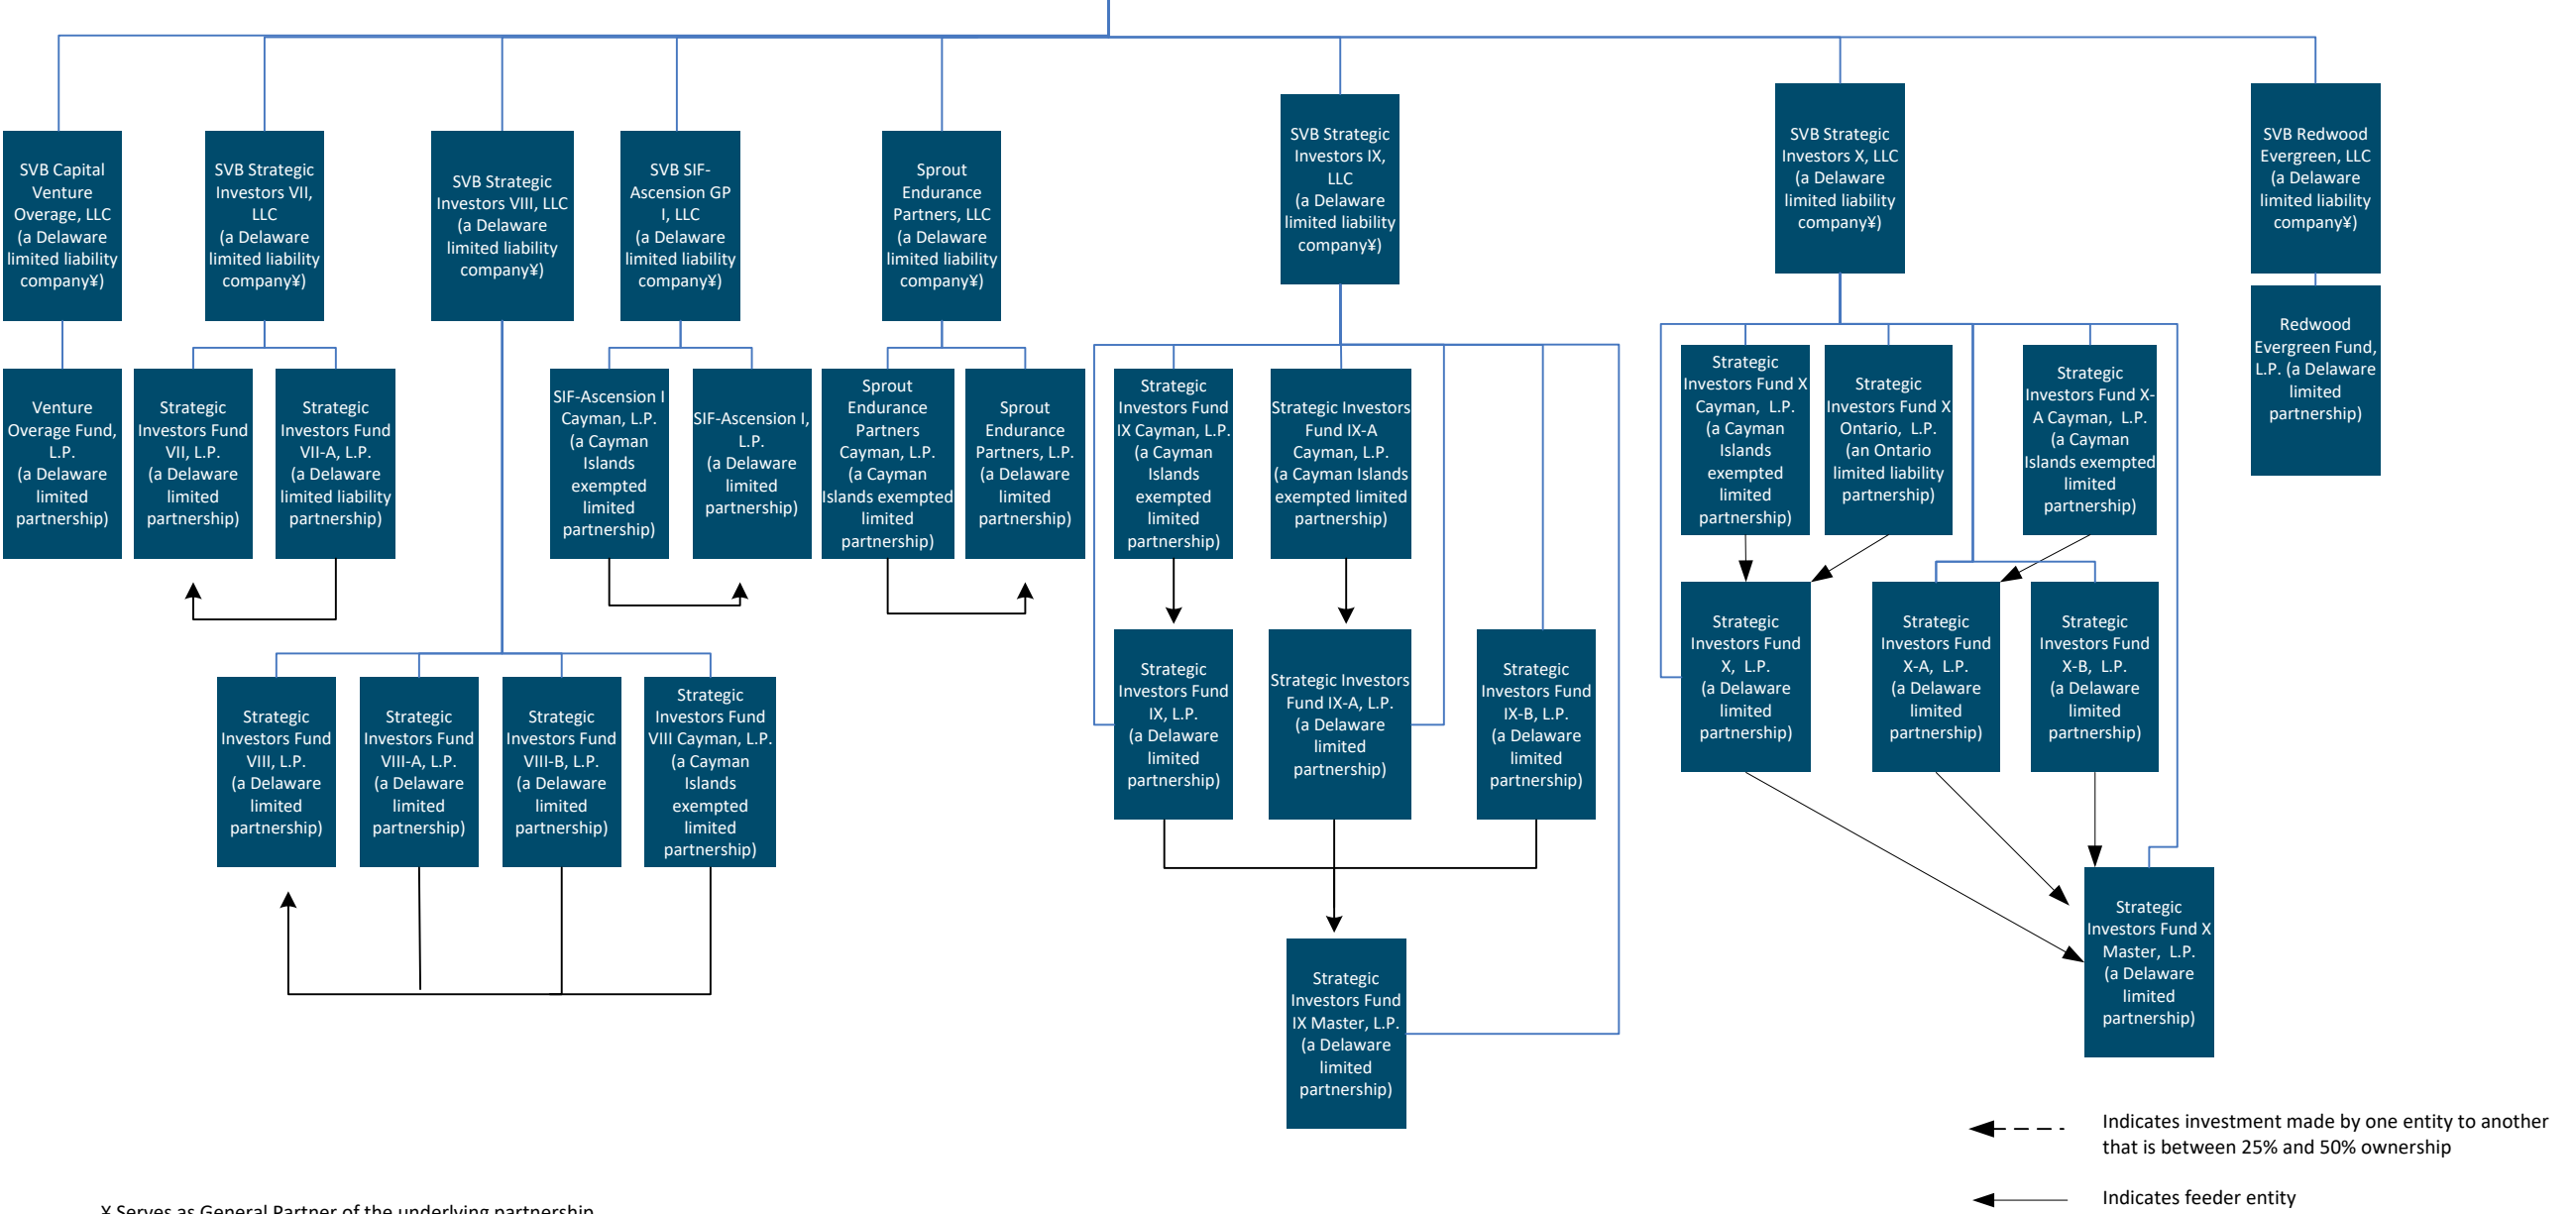 SVB Capital
Venture
Overage, LLC
(a Delaware
limited liability
company¥)
SVB Strategic
Investors VII,
LLC
(a Delaware
limited liability
company¥)
SVB Strategic
Investors VIII, LLC
(a Delaware
limited liability
company¥)
SVB SIF-
Ascension GP
I, LLC
(a Delaware
limited liability
company¥)
Sprout
Endurance
Partners, LLC
(a Delaware
limited liability
company¥)
SVB Strategic
Investors IX,
LLC
(a Delaware
limited liability
company¥)
SVB Strategic
Investors X, LLC
(a Delaware
limited liability
company¥)
SVB Redwood
Evergreen, LLC
(a Delaware
limited liability
company¥)
Venture
Overage Fund,
L.P.
(a Delaware
limited
partnership)
Strategic
Investors Fund
VII, L.P.
(a Delaware
limited
partnership)
Strategic
Investors Fund
VII-A, L.P.
(a Delaware
limited liability
partnership)
SIF-Ascension I
Cayman, L.P.
(a Cayman
Islands
exempted
limited
partnership)
SIF-Ascension I,
L.P.
(a Delaware
limited
partnership)
Sprout
Endurance
Partners
Cayman, L.P.
(a Cayman
Islands exempted
limited
partnership)
Sprout
Endurance
Partners, L.P.
(a Delaware
limited
partnership)
Strategic
Investors Fund
IX Cayman, L.P.
(a Cayman
Islands
exempted
limited
partnership)
Strategic Investors
Fund IX-A
Cayman, L.P.
(a Cayman Islands
exempted limited
partnership)
Strategic
Investors Fund X
Cayman, L.P.
(a Cayman
Islands
exempted
limited
partnership)
Strategic
Investors Fund X
Ontario, L.P.
(an Ontario
limited liability
partnership)
Strategic
Investors Fund X-
A Cayman, L.P.
(a Cayman
Islands exempted
limited
partnership)
Redwood
Evergreen Fund,
L.P. (a Delaware
limited
partnership)
Strategic
Investors Fund
VIII, L.P.
(a Delaware
limited
partnership)
Strategic
Investors Fund
VIII-A, L.P.
(a Delaware
limited
partnership)
Strategic
Investors Fund
VIII-B, L.P.
(a Delaware
limited
partnership)
Strategic
Investors Fund
VIII Cayman, L.P.
(a Cayman
Islands
exempted
limited
partnership)
Strategic
Investors Fund
IX, L.P.
(a Delaware
limited
partnership)
Strategic Investors
Fund IX-A, L.P.
(a Delaware
limited
partnership)
Strategic
Investors Fund
IX-B, L.P.
(a Delaware
limited
partnership)
Strategic
Investors Fund
X, L.P.
(a Delaware
limited
partnership)
Strategic
Investors Fund
X-A, L.P.
(a Delaware
limited
partnership)
Strategic
Investors Fund
X-B, L.P.
(a Delaware
limited
partnership)
Strategic
Investors Fund
IX Master, L.P.
(a Delaware
limited
partnership)
Strategic
Investors Fund X
Master, L.P.
(a Delaware
limited
partnership)
Indicates investment made by one entity to another
that is between 25% and 50% ownership
Indicates feeder entity
¥ Serves as General Partner of the underlying partnership